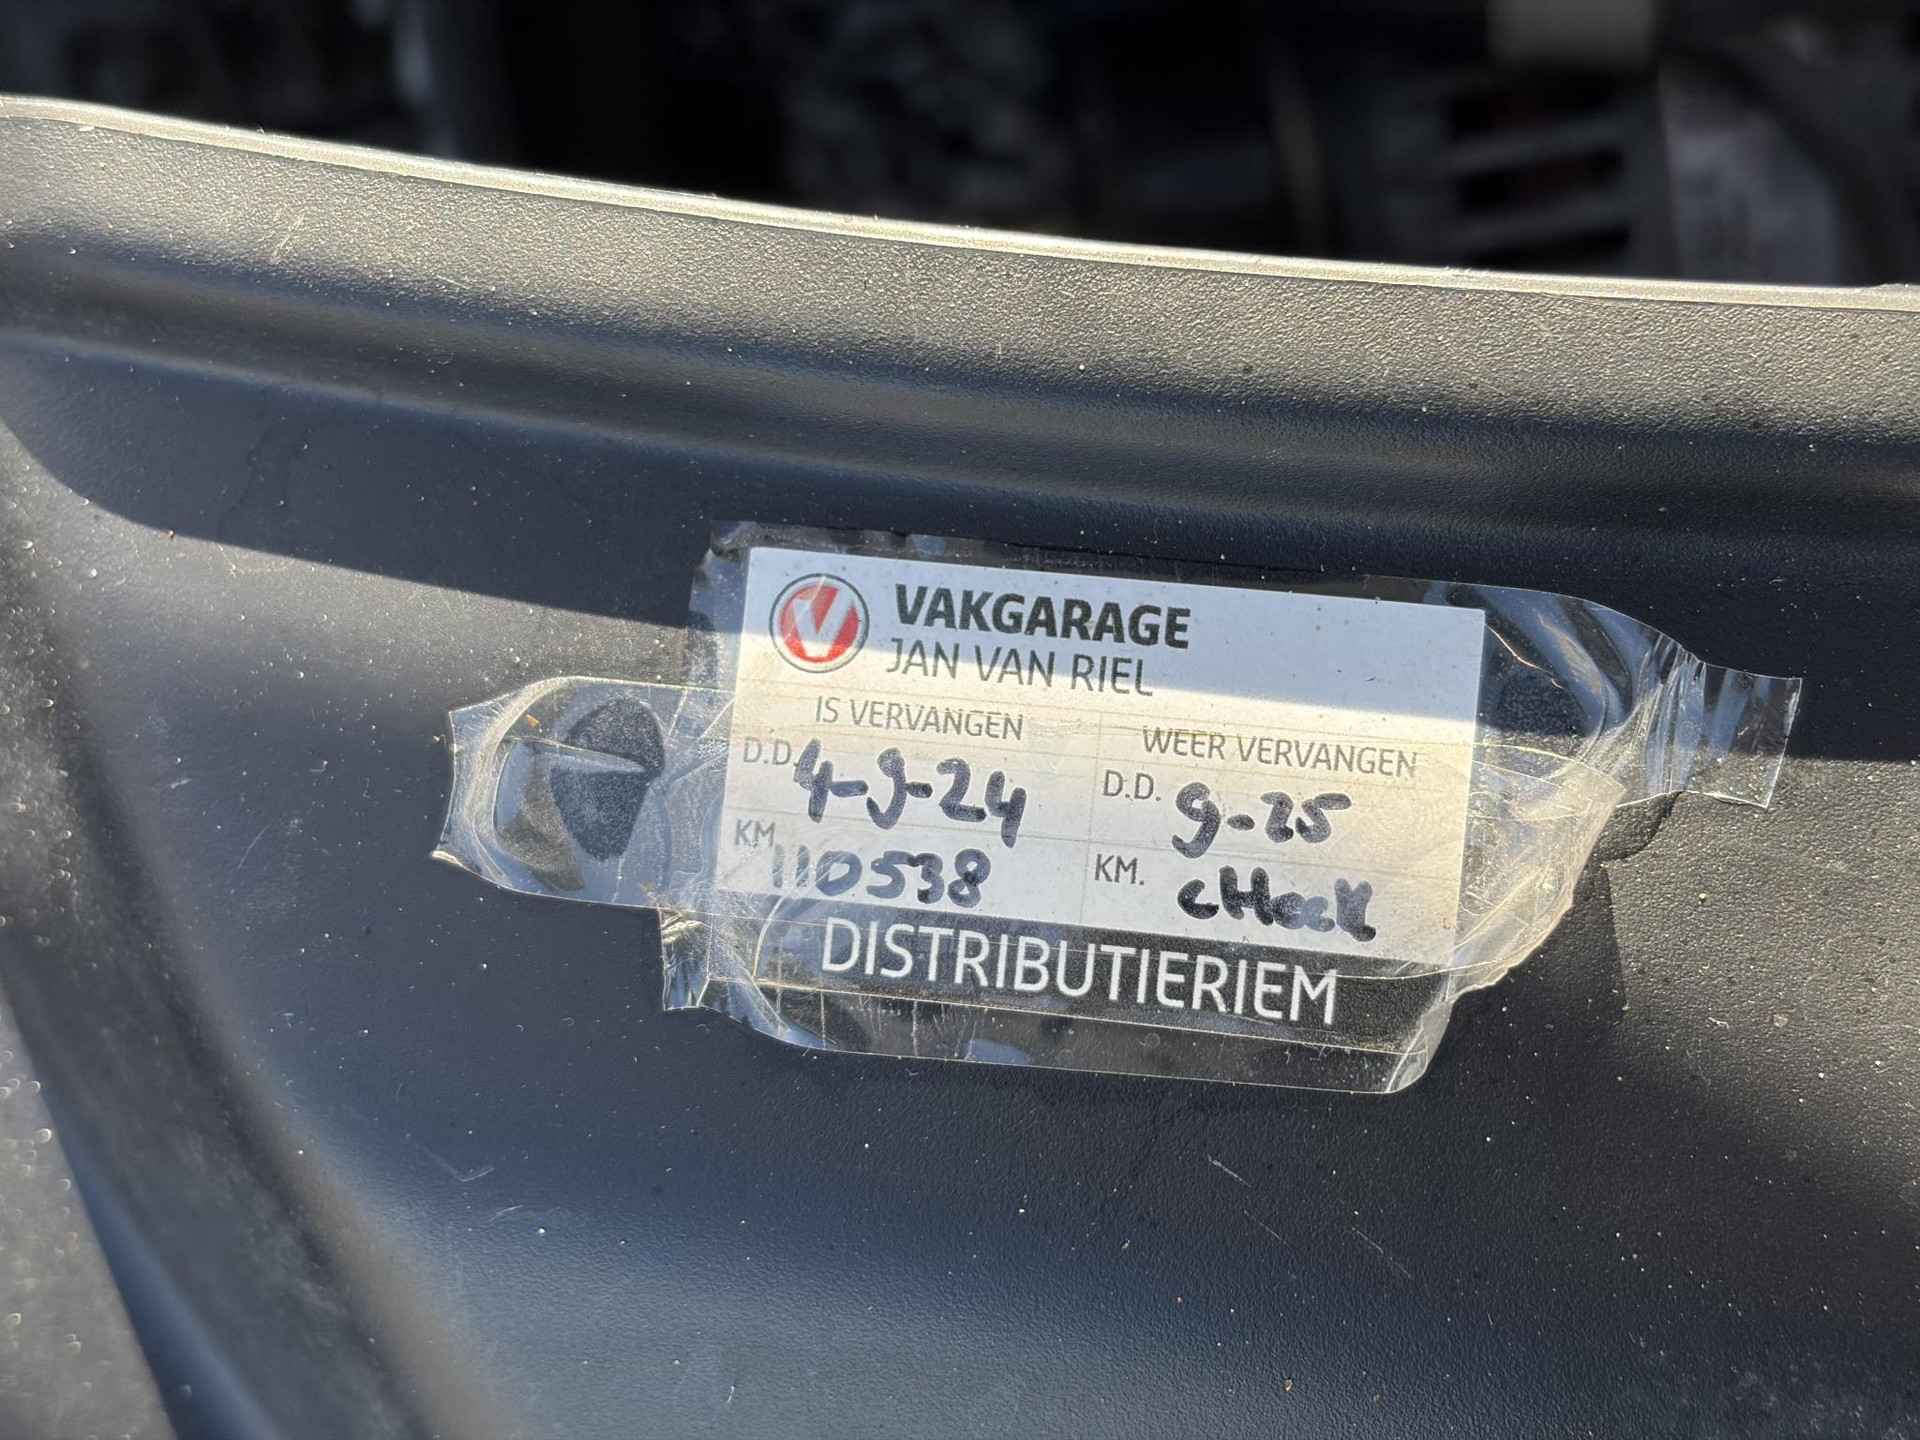 VAKGARAGE
JAN VAN RIEL
IS VERVANGEN
D.D. 4-9-24
KM. 110538
WEER VERVANGEN
D.D. 9-25
KM. cHecK
DISTRIBUTIERIEM